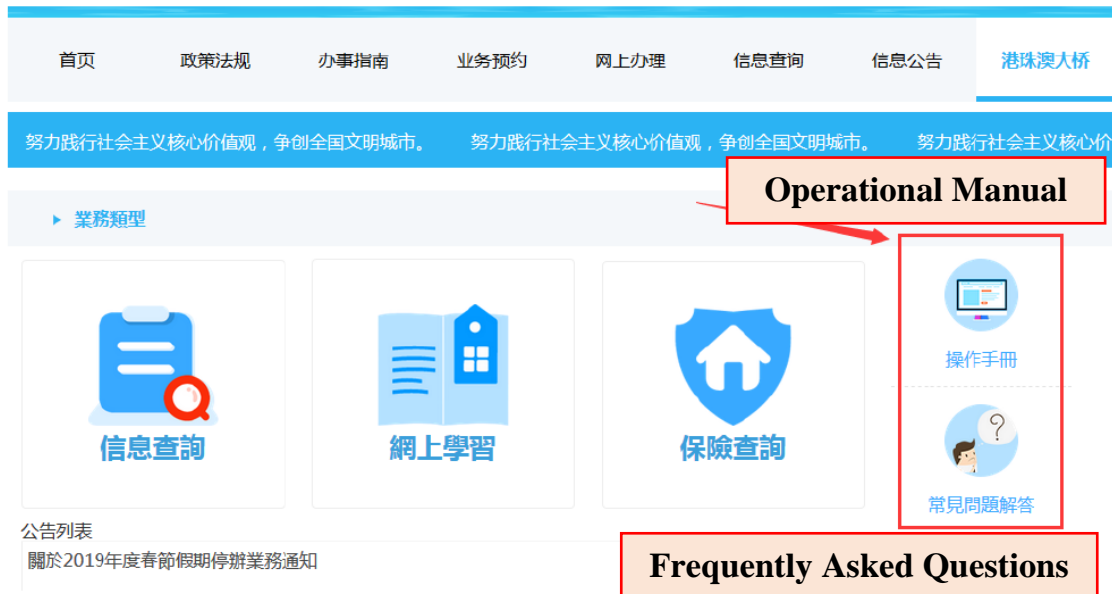 首页 政策法规 办事指南 业务预约 网上办理 信息查询 信息公告 港珠澳大桥
努力践行社会主义核心价值观，争创全国文明城市。 努力践行社会主义核心价值观，争创全国文明城市。 努力践行社会主义核心价
Operational Manual
業務類型
操作手冊
信息查詢 網上學習 保險查詢
常見問題解答
公告列表
關於2019年度春節假期停辦業務通知
Frequently Asked Questions